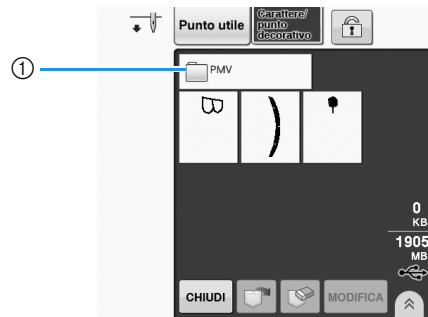 Punto utile
Carattere/
punto
decorativo
① PMV
0
KB
1905
MB
CHIUDI
MODIFICA